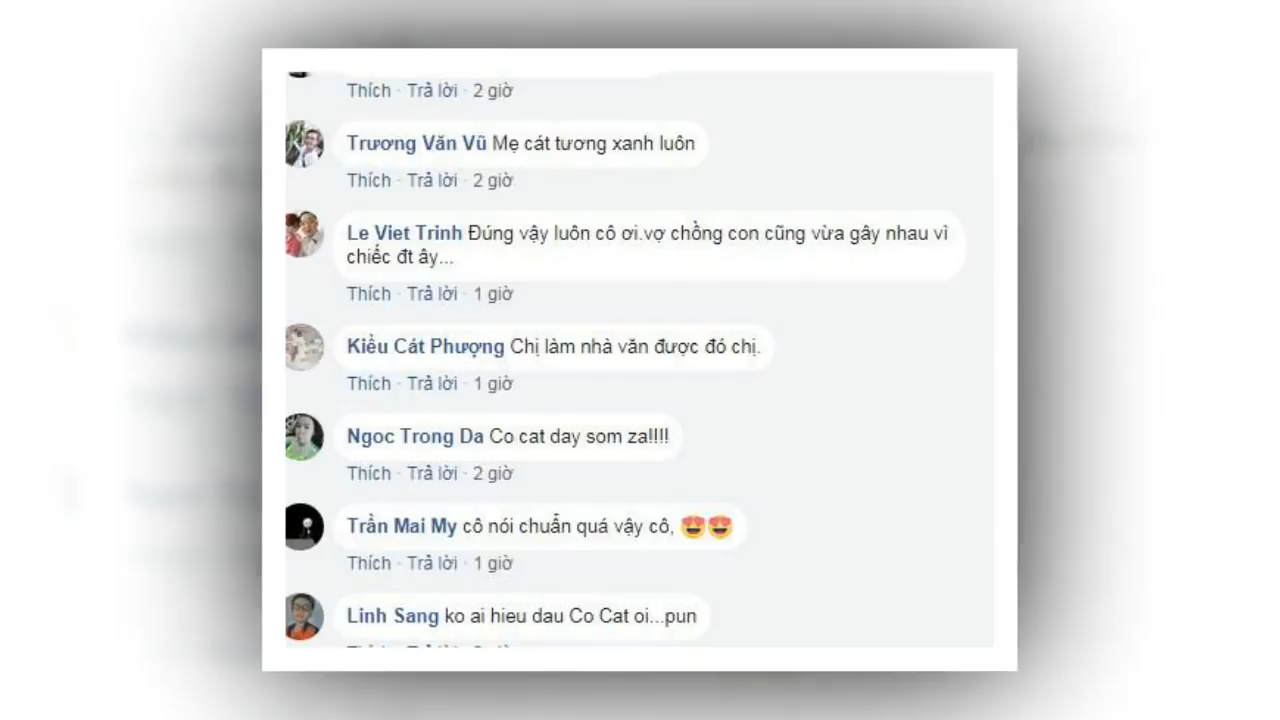 Thích · Trả lời · 2 giờ
Trương Văn Vũ Mẹ cát tương xanh luôn
Thích · Trả lời · 2 giờ
Le Viet Trinh Đúng vậy luôn cô ơi.vợ chồng con cũng vừa gây nhau vì
chiếc đt ây...
Thích · Trả lời · 1 giờ
Kiều Cát Phượng Chị làm nhà văn được đó chị.
Thích · Trả lời · 1 giờ
Ngoc Trong Da Co cat day som za!!!!
Thích · Trả lời · 2 giờ
Trần Mai My cô nói chuẩn quá vậy cô, 😍😍
Thích · Trả lời · 1 giờ
Linh Sang ko ai hieu dau Co Cat oi...pun